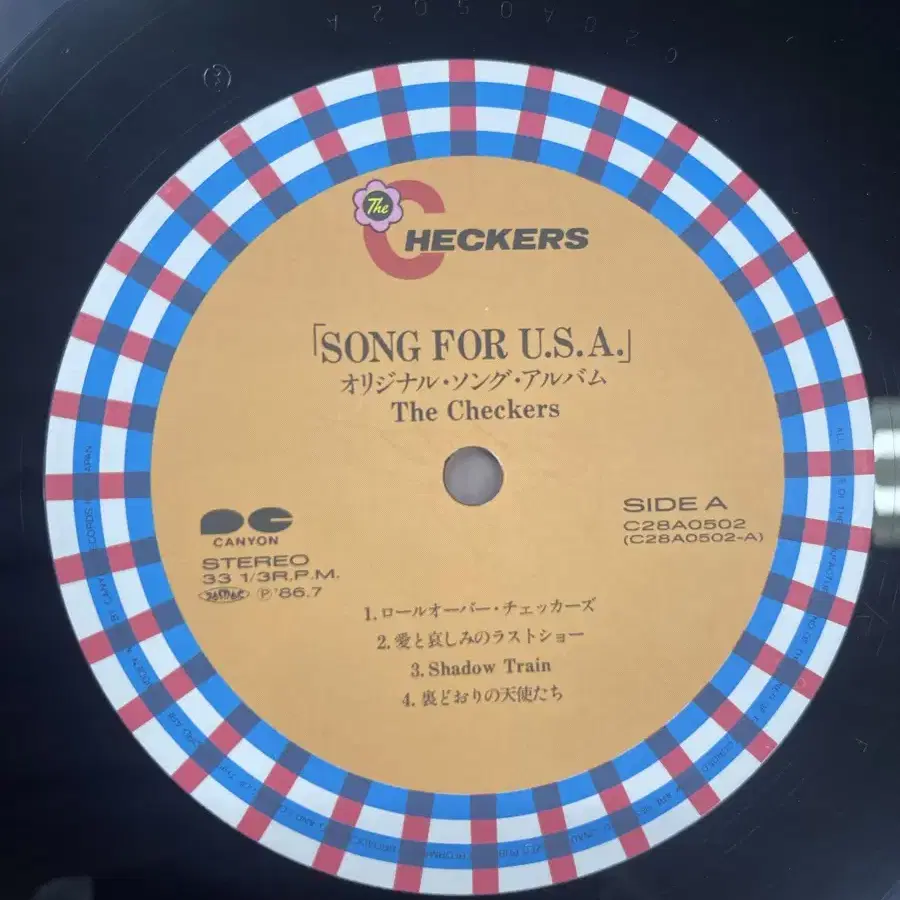 The
CHECKERS
「SONG FOR U.S.A.」
オリジナル・ソング・アルバム
The Checkers
CANYON
STEREO
33 1/3R.P.M.
Ⓟ'86.7
SIDE A
C28A0502
(C28A0502-A)
1. ロールオーバー・チェッカーズ
2. 愛と哀しみのラストショー
3. Shadow Train
4. 裏どおりの天使たち